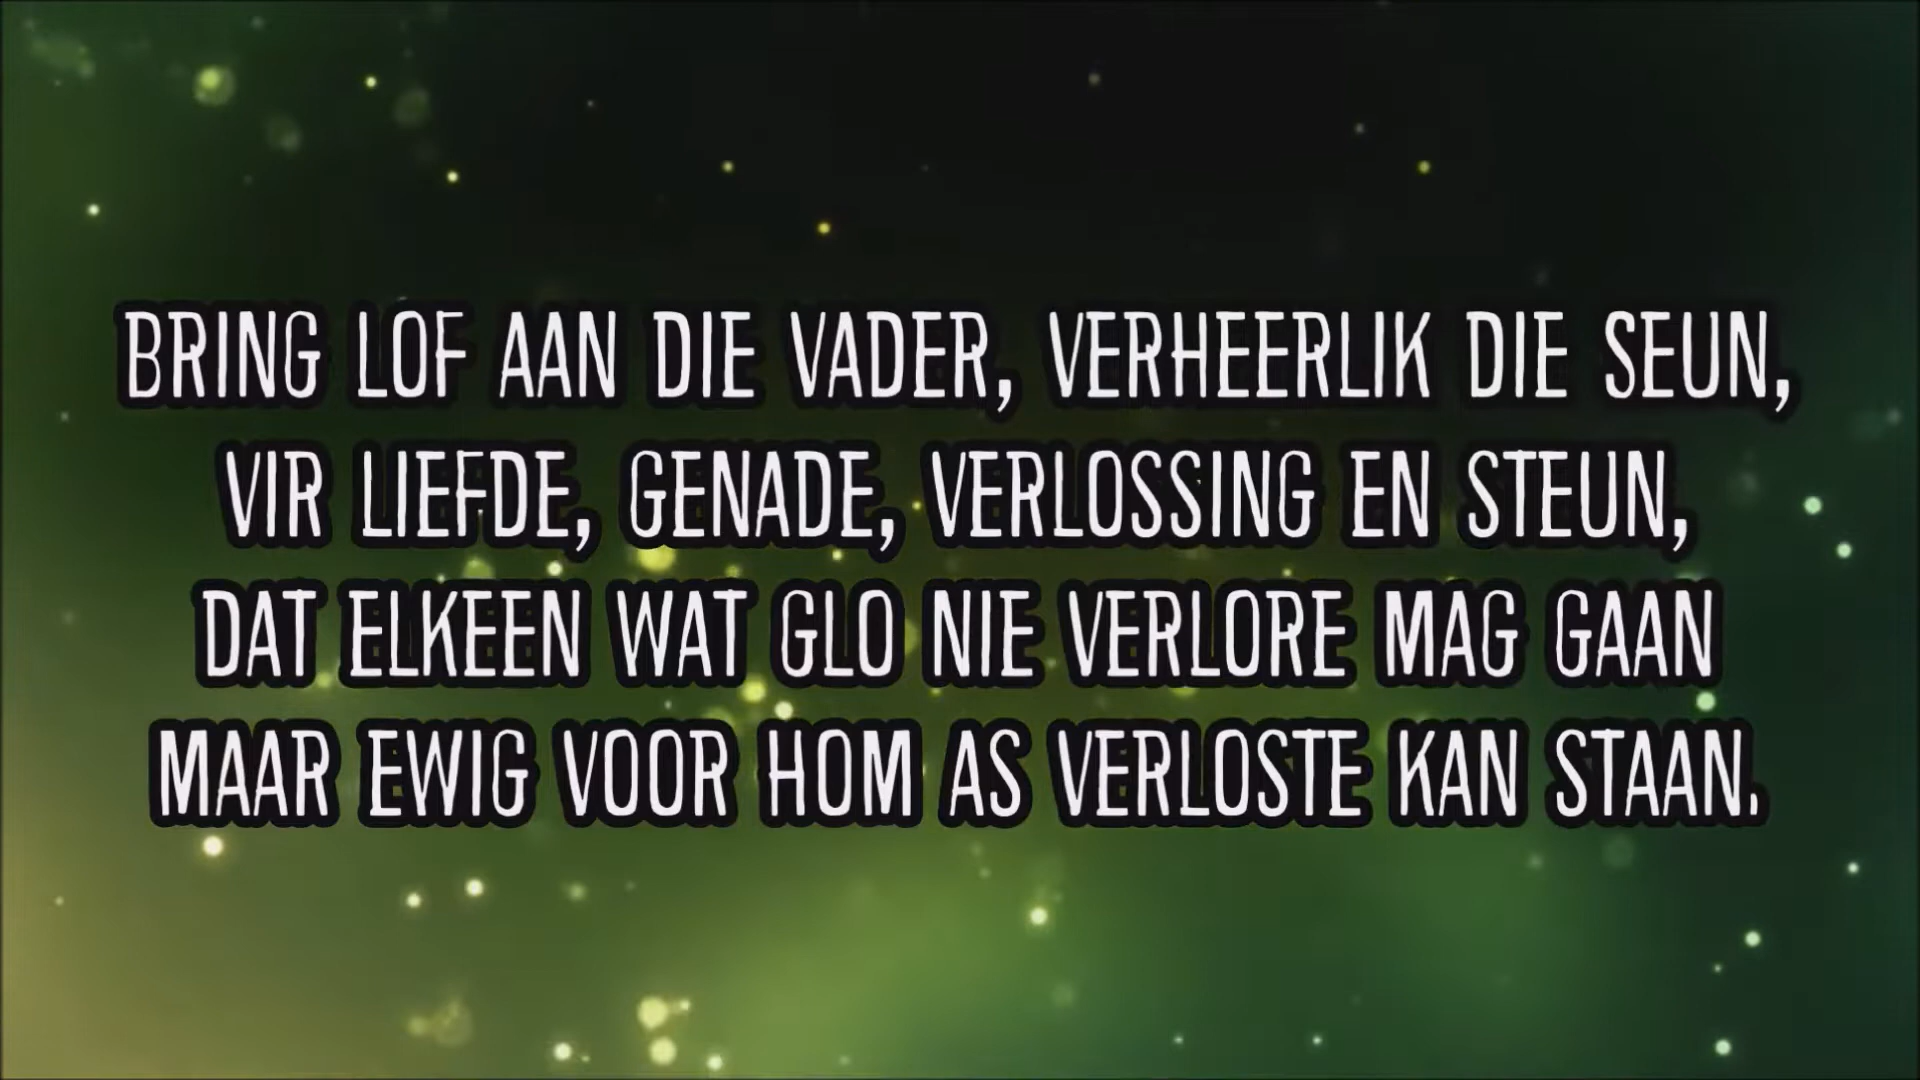 BRING LOF AAN DIE VADER, VERHEERLIK DIE SEUN,
VIR LIEFDE, GENADE, VERLOSSING EN STEUN,
DAT ELKEEN WAT GLO NIE VERLORE MAG GAAN
MAAR EWIG VOOR HOM AS VERLOSTE KAN STAAN.